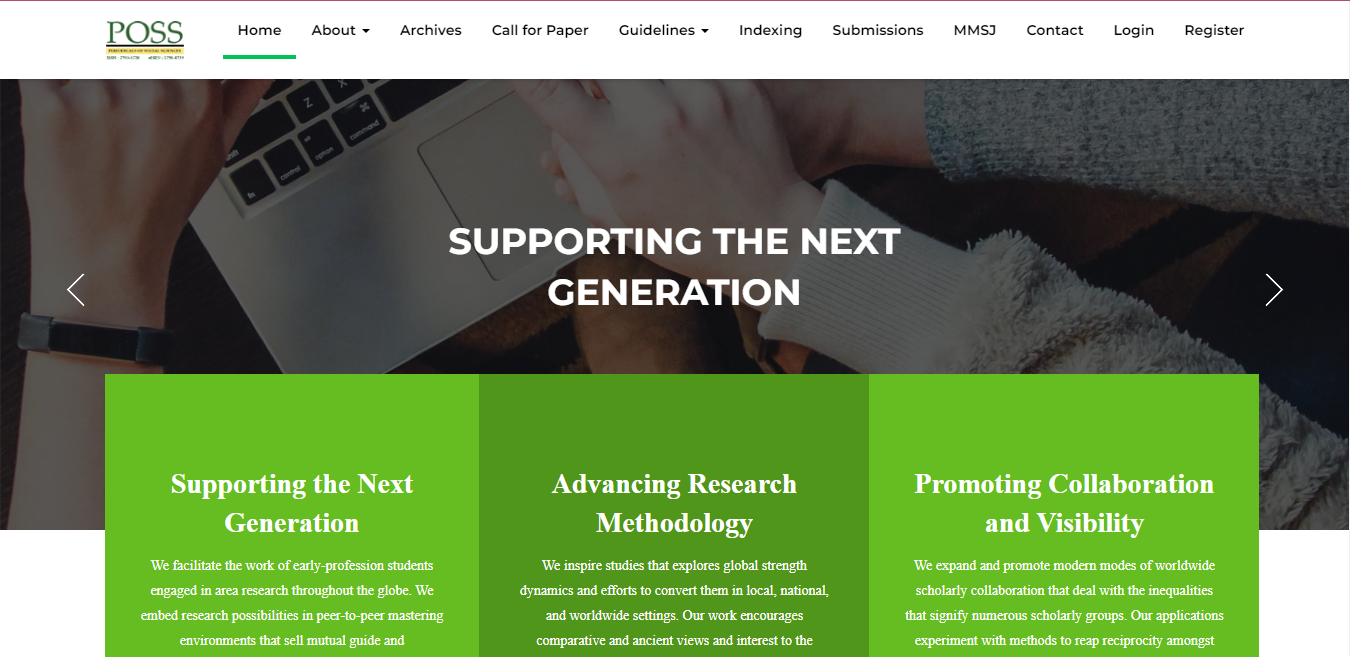 POSS
PERIODICALS OF SOCIAL SCIENCES
Home
About
Archives
Call for Paper
Guidelines
Indexing
Submissions
MMSJ
Contact
Login
Register
Z
X
shift
fn
control
option
command
SUPPORTING THE NEXT
GENERATION
Supporting the Next
Generation
We facilitate the work of early-profession students
engaged in area research throughout the globe. We
embed research possibilities in peer-to-peer mastering
environments that sell mutual guide and
Advancing Research
Methodology
We inspire studies that explores global strength
dynamics and efforts to convert them in local, national,
and worldwide settings. Our work encourages
comparative and ancient views and interest to the
Promoting Collaboration
and Visibility
We expand and promote modern modes of worldwide
scholarly collaboration that deal with the inequalities
that signify numerous scholarly groups. Our applications
experiment with methods to reap reciprocity amongst